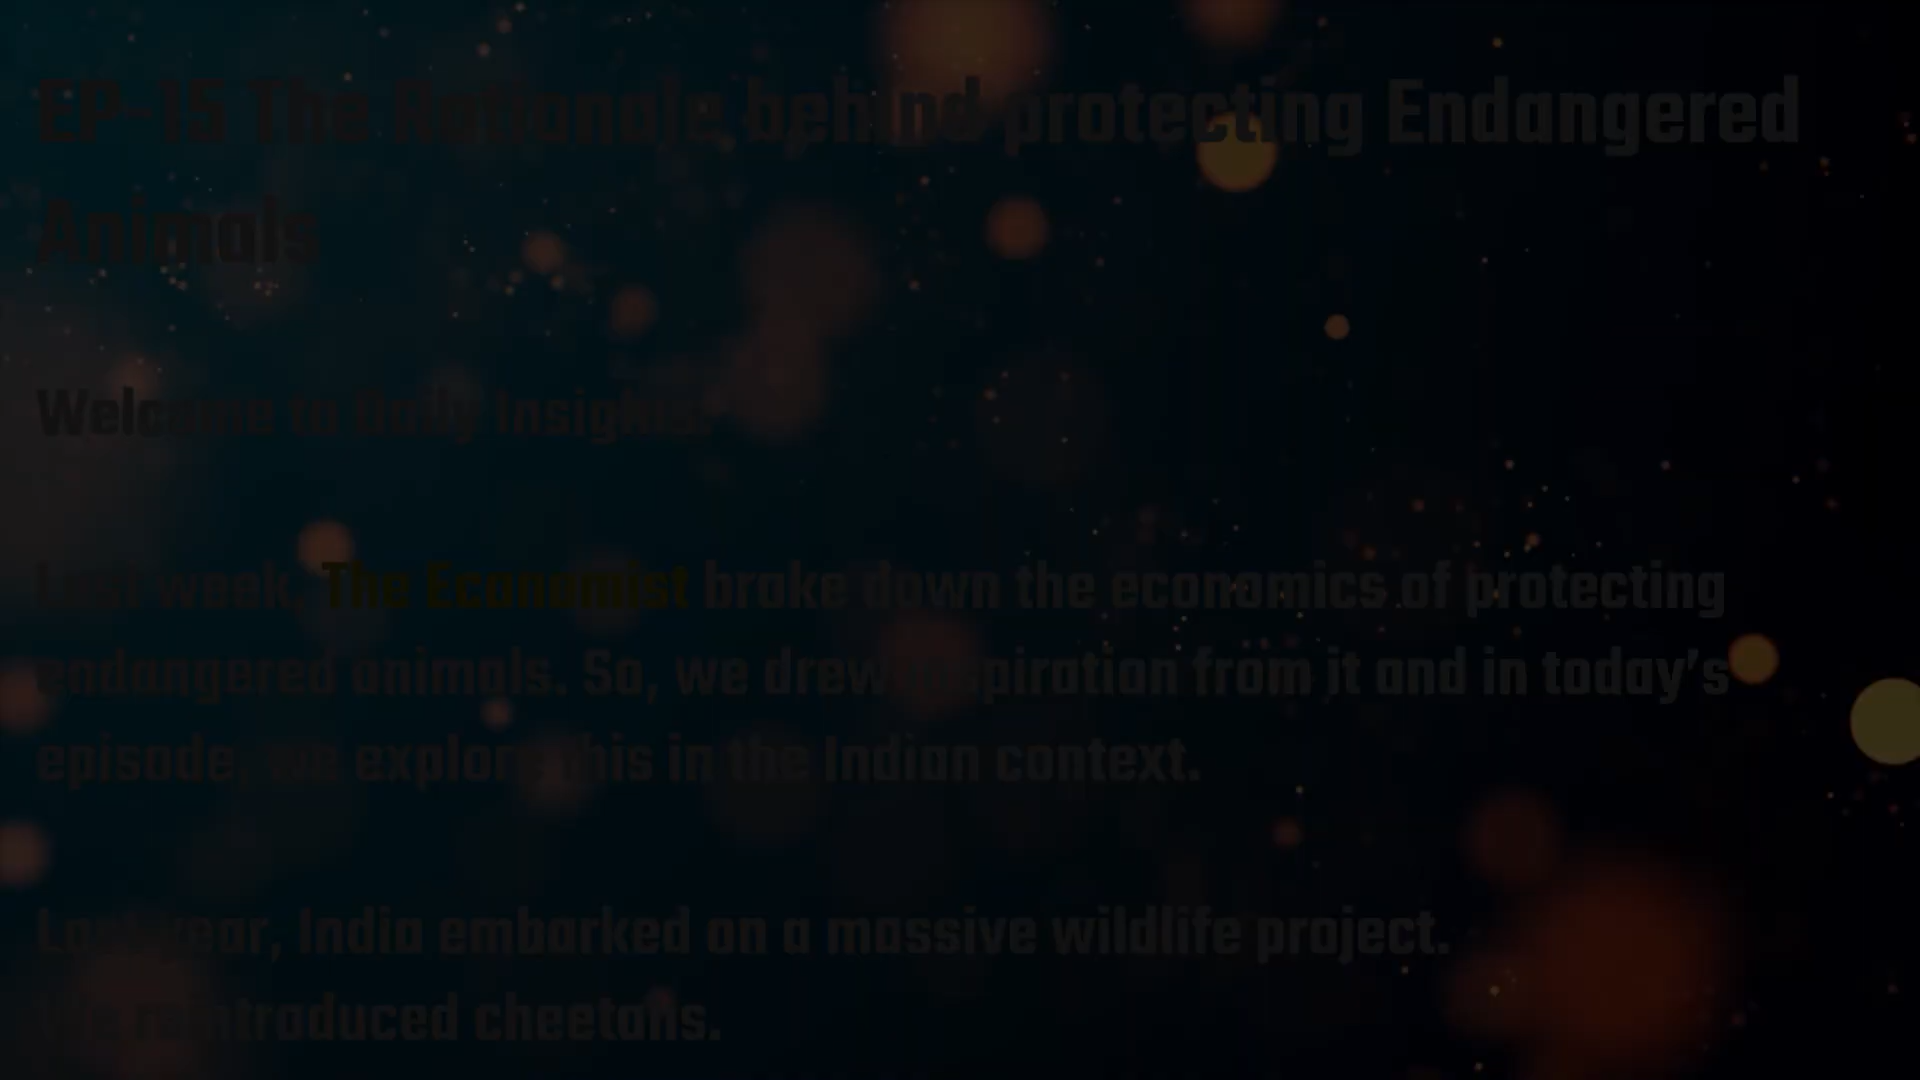 EP-15 The Rationale behind protecting Endangered
Animals
Welcome to Daily Insights!
Last week, The Economist broke down the economics of protecting
endangered animals. So, we drew inspiration from it and in today's
episode, we explore this in the Indian context.
Last year, India embarked on a massive wildlife project.
We reintroduced cheetahs.